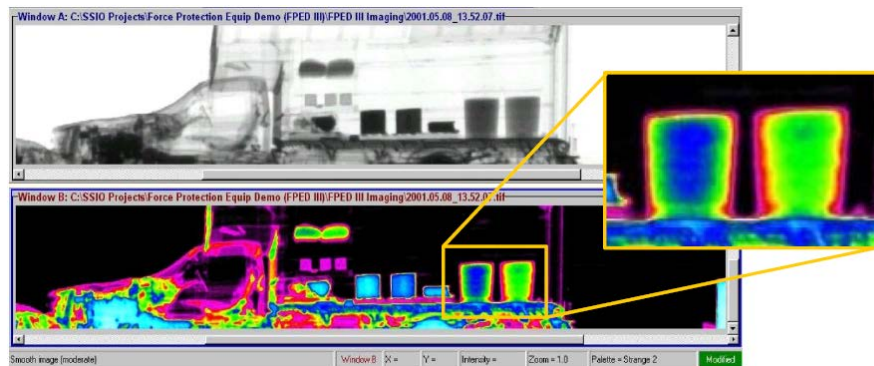 Window A: C:\SSIO Projects\Force Protection Equip Demo (FPED III)\FPED III Imaging\2001.05.08_13.52.07.tif
Window B: C:\SSIO Projects\Force Protection Equip Demo (FPED III)\FPED III Imaging\2001.05.08_13.52.07.tif
Smooth image (moderate) Window B X = Y = Intensity = Zoom = 1.0 Palette = Strange 2 Modified